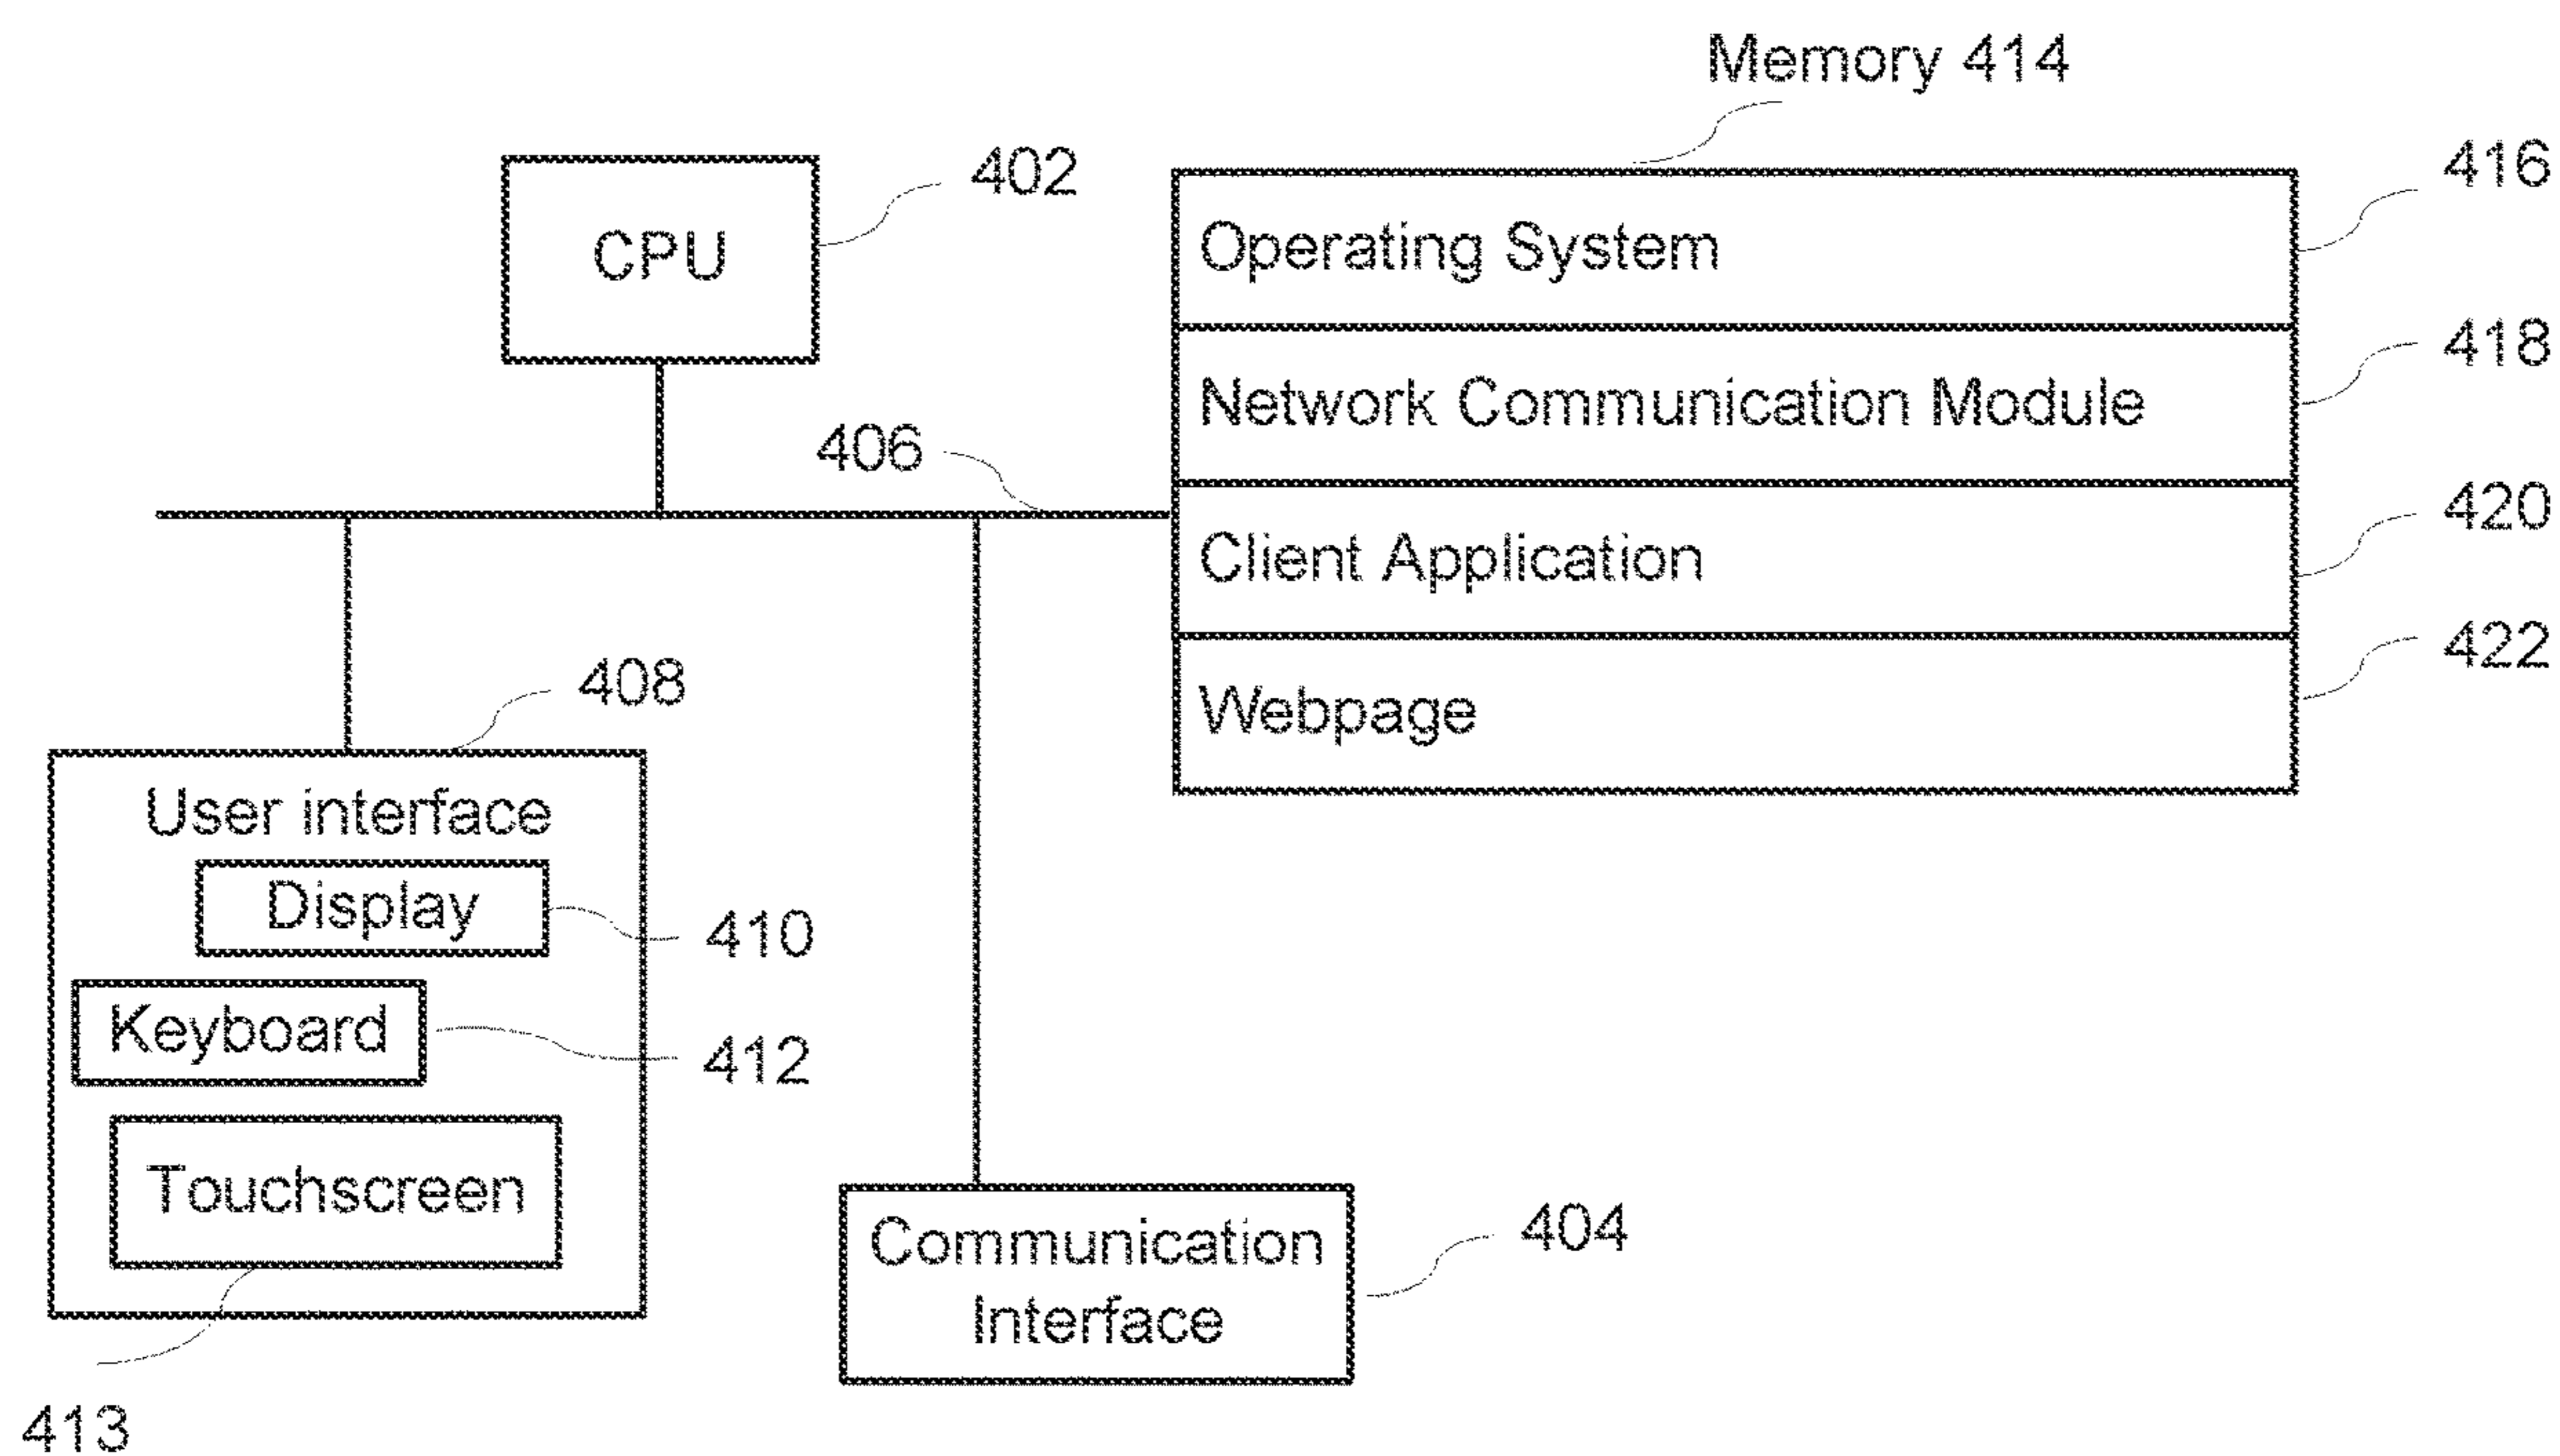 Memory 414
CPU
402
416
Operating System
418
Network Communication Module
406
420
Client Application
422
Webpage
408
User interface
Display
410
Keyboard
412
Touchscreen
413
Communication
Interface
404